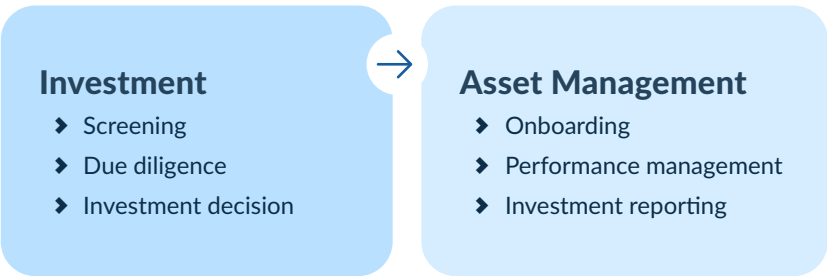 Investment
Screening
Due diligence
Investment decision
Asset Management
Onboarding
Performance management
Investment reporting